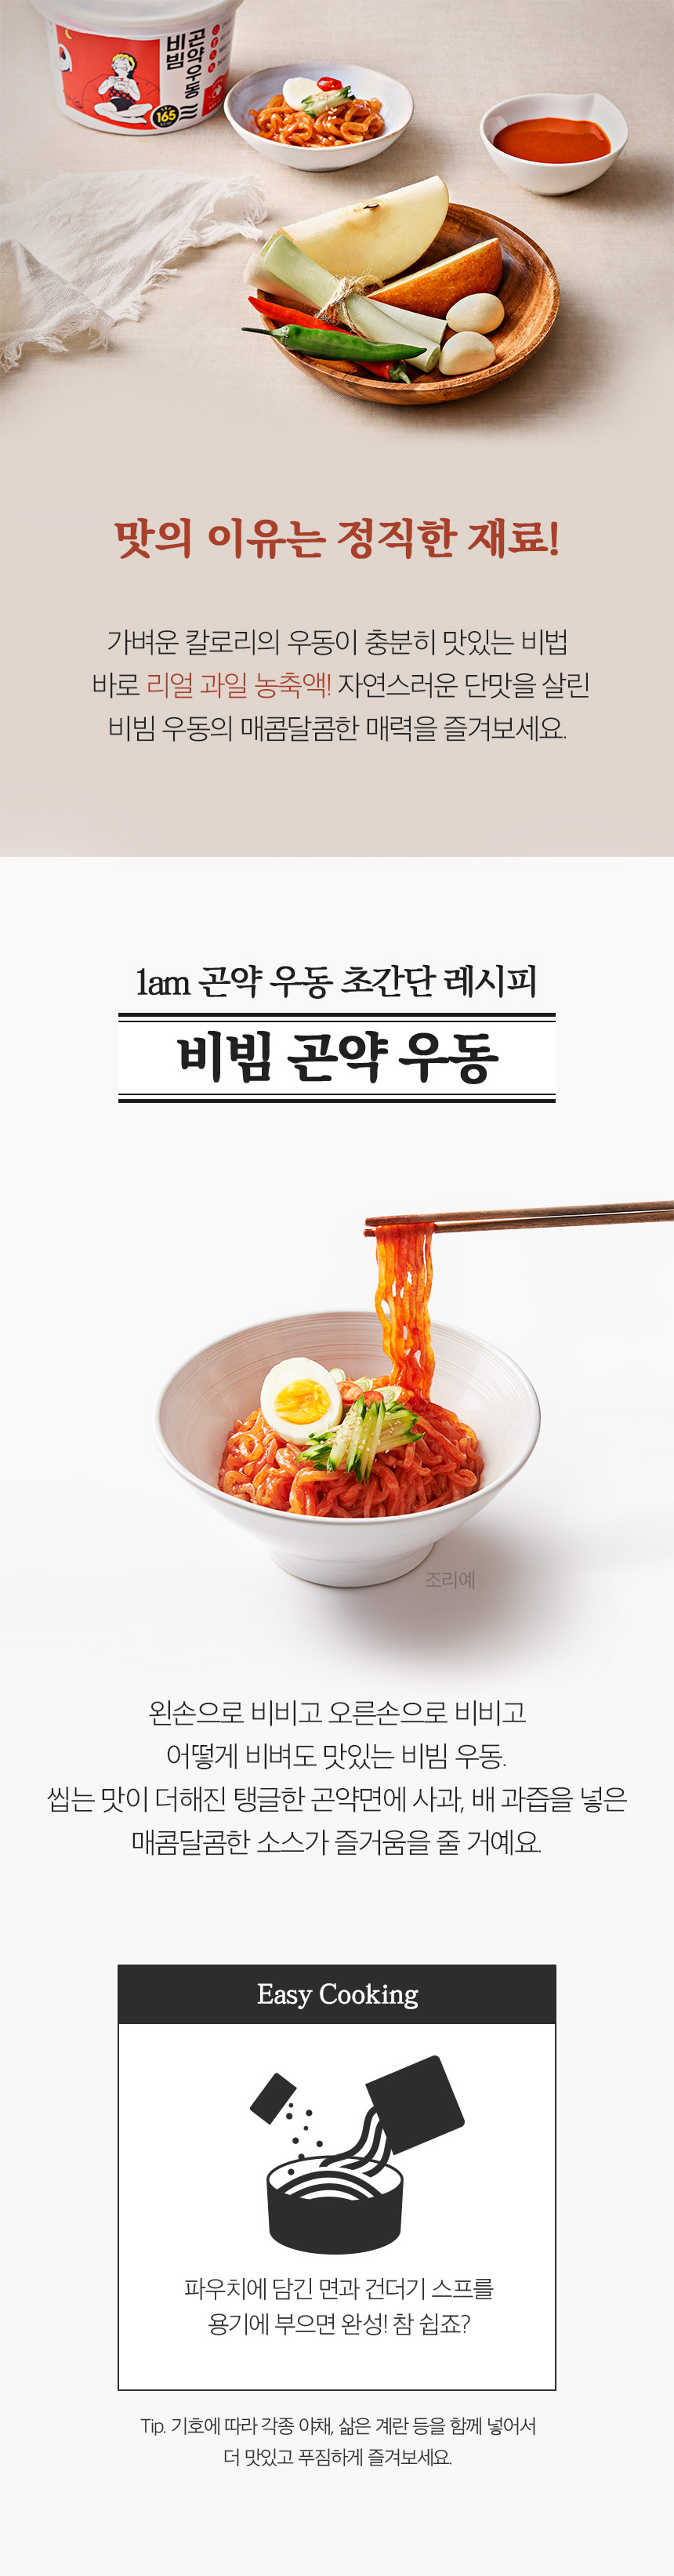 비빔
곤약우동
165
맛의 이유는 정직한 재료!
가벼운 칼로리의 우동이 충분히 맛있는 비법
바로 리얼 과일 농축액! 자연스러운 단맛을 살린
비빔 우동의 매콤달콤한 매력을 즐겨보세요.
1am 곤약 우동 초간단 레시피
비빔 곤약 우동
조리예
왼손으로 비비고 오른손으로 비비고
어떻게 비벼도 맛있는 비빔 우동.
씹는 맛이 더해진 탱글한 곤약면에 사과, 배 과즙을 넣은
매콤달콤한 소스가 즐거움을 줄 거예요.
Easy Cooking
파우치에 담긴 면과 건더기 스프를
용기에 부으면 완성! 참 쉽죠?
Tip. 기호에 따라 각종 야채, 삶은 계란 등을 함께 넣어서
더 맛있고 푸짐하게 즐겨보세요.